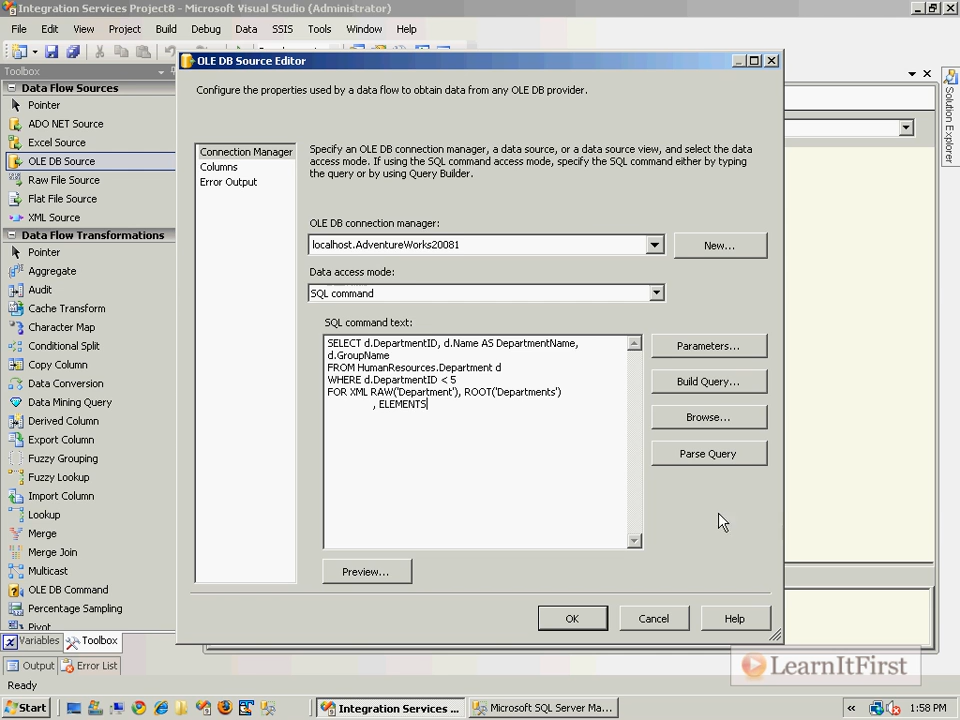 Integration Services Project8 - Microsoft Visual Studio (Administrator)
File Edit View Project Build Debug Data SSIS Tools Window Help
Toolbox
Data Flow Sources
Pointer
ADO NET Source
Excel Source
OLE DB Source
Raw File Source
Flat File Source
XML Source
Data Flow Transformations
Pointer
Aggregate
Audit
Cache Transform
Character Map
Conditional Split
Copy Column
Data Conversion
Data Mining Query
Derived Column
Export Column
Fuzzy Grouping
Fuzzy Lookup
Import Column
Lookup
Merge
Merge Join
Multicast
OLE DB Command
Percentage Sampling
Pivot
Variables Toolbox
Output Error List
Ready
OLE DB Source Editor
Configure the properties used by a data flow to obtain data from any OLE DB provider.
Connection Manager
Columns
Error Output
Specify an OLE DB connection manager, a data source, or a data source view, and select the data
access mode. If using the SQL command access mode, specify the SQL command either by typing
the query or by using Query Builder.
OLE DB connection manager:
localhost.AdventureWorks20081
New...
Data access mode:
SQL command
SQL command text:
SELECT d.DepartmentID, d.Name AS DepartmentName,
d.GroupName
FROM HumanResources.Department d
WHERE d.DepartmentID < 5
FOR XML RAW('Department'), ROOT('Departments')
, ELEMENTS
Parameters...
Build Query...
Browse...
Parse Query
Preview...
OK Cancel Help
Solution Explorer
LearnItFirst
Start
Integration Services ...
Microsoft SQL Server Ma...
« 1:58 PM